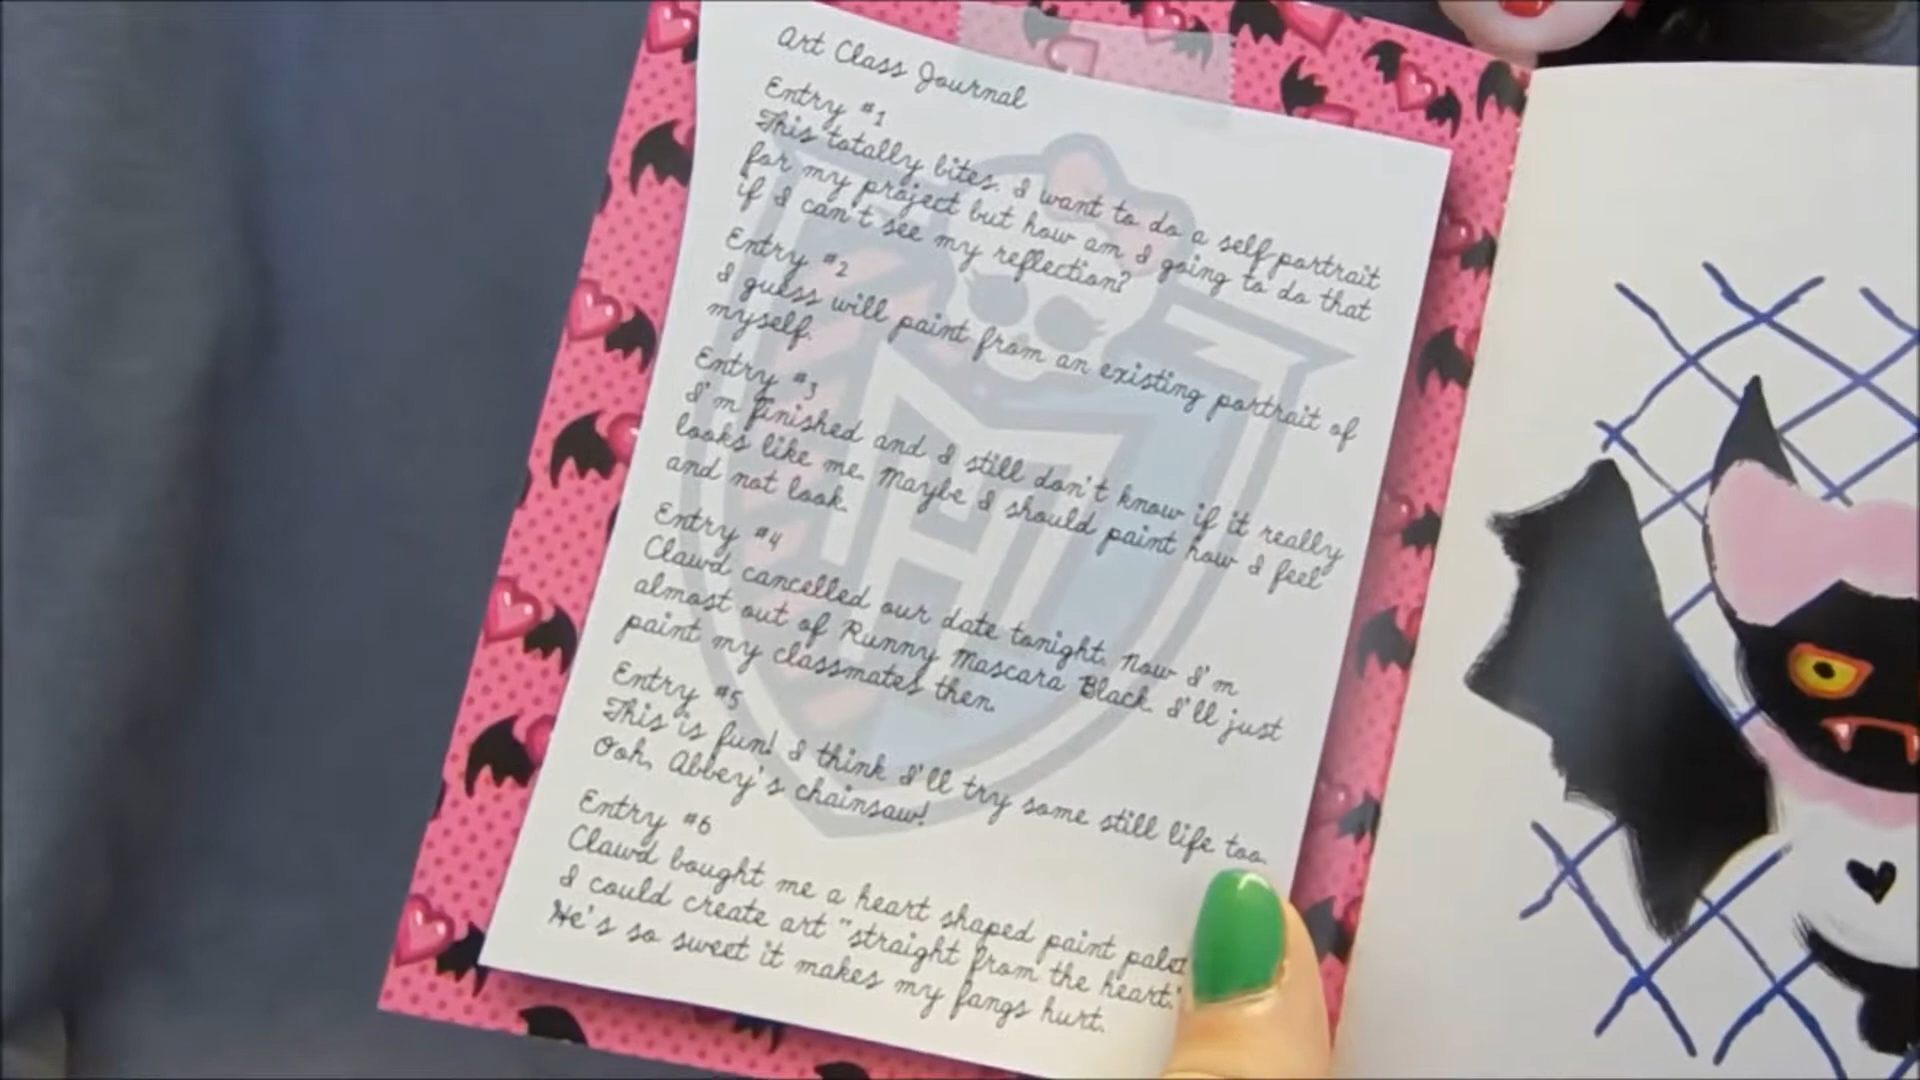 Art Class Journal
Entry #1
This totally bites. I want to do a self portrait
for my project but how am I going to do that
if I can't see my reflection?
Entry #2
I guess will paint from an existing portrait of
myself.
Entry #3
I'm finished and I still don't know if it really
looks like me. Maybe I should paint how I feel
and not look.
Entry #4
Clawd cancelled our date tonight. Now I'm
almost out of Runny Mascara Black. I'll just
paint my classmates then.
Entry #5
This is fun! I think I'll try some still life too.
Ooh, Abbey's chainsaw!
Entry #6
Clawd bought me a heart shaped paint
I could create art "straight from the heart."
He's so sweet it makes my fangs hurt.